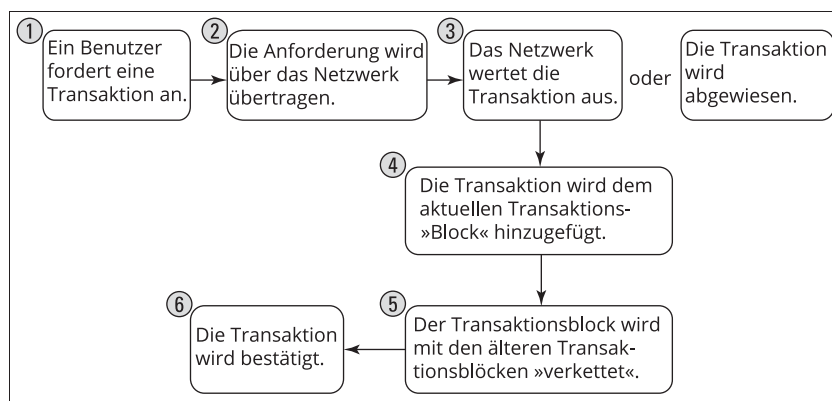 1
Ein Benutzer
fordert eine
Transaktion an.
2
Die Anforderung wird
über das Netzwerk
übertragen.
3
Das Netzwerk
wertet die
Transaktion aus.
oder
Die Transaktion
wird
abgewiesen.
4
Die Transaktion wird dem
aktuellen Transaktions-
»Block« hinzugefügt.
5
Der Transaktionsblock wird
mit den älteren Transak-
tionsblöcken »verkettet«.
6
Die Transaktion
wird bestätigt.